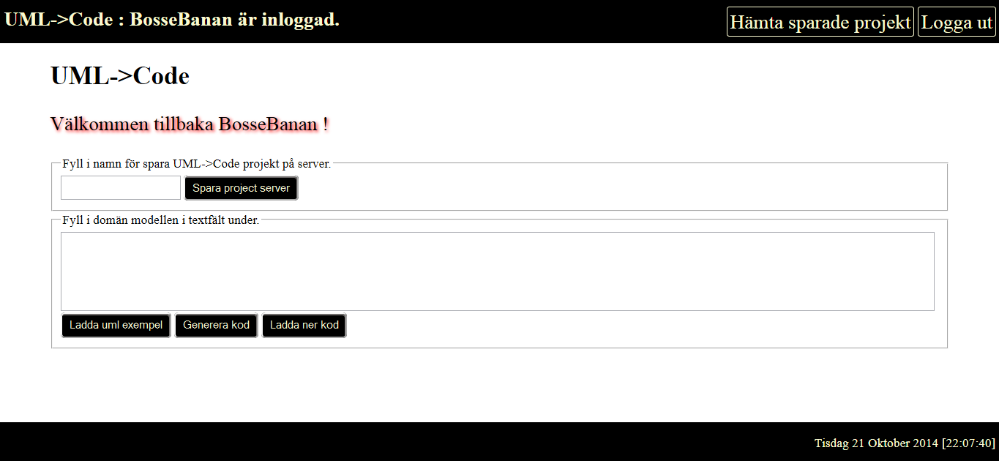 UML->Code : BosseBanan är inloggad.
Hämta sparade projekt Logga ut
UML->Code
Välkommen tillbaka BosseBanan !
Fyll i namn för spara UML->Code projekt på server.
Spara project server
Fyll i domän modellen i textfält under.
Ladda uml exempel Generera kod Ladda ner kod
Tisdag 21 Oktober 2014 [22:07:40]